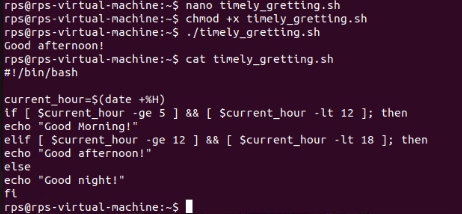 rps@rps-virtual-machine:~$ nano timely_gretting.sh
rps@rps-virtual-machine:~$ chmod +x timely_gretting.sh
rps@rps-virtual-machine:~$ ./timely_gretting.sh
Good afternoon!
rps@rps-virtual-machine:~$ cat timely_gretting.sh
#!/bin/bash
current_hour=$(date +%H)
if [ $current_hour -ge 5 ] && [ $current_hour -lt 12 ]; then
echo "Good Morning!"
elif [ $current_hour -ge 12 ] && [ $current_hour -lt 18 ]; then
echo "Good afternoon!"
else
echo "Good night!"
fi
rps@rps-virtual-machine:~$